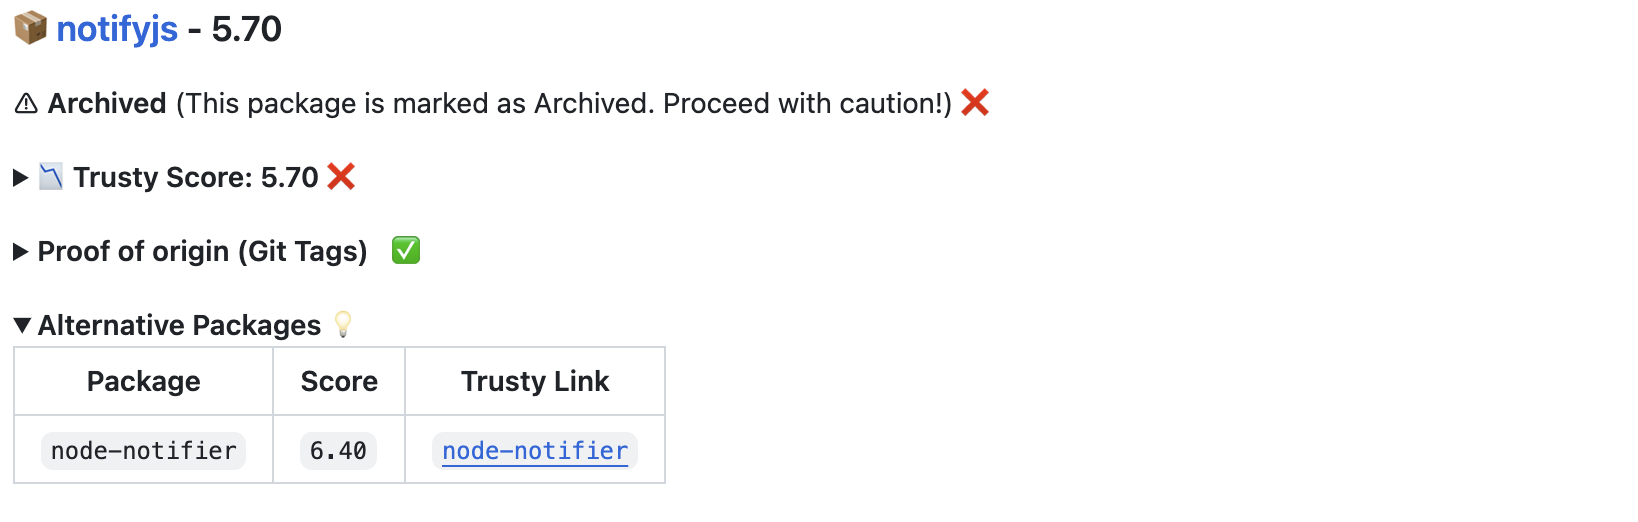 📦 notifyjs - 5.70
⚠ Archived (This package is marked as Archived. Proceed with caution!) ❌
▶ 📉 Trusty Score: 5.70 ❌
▶ Proof of origin (Git Tags) ✅
▼ Alternative Packages 💡
Package Score Trusty Link
node-notifier 6.40 node-notifier